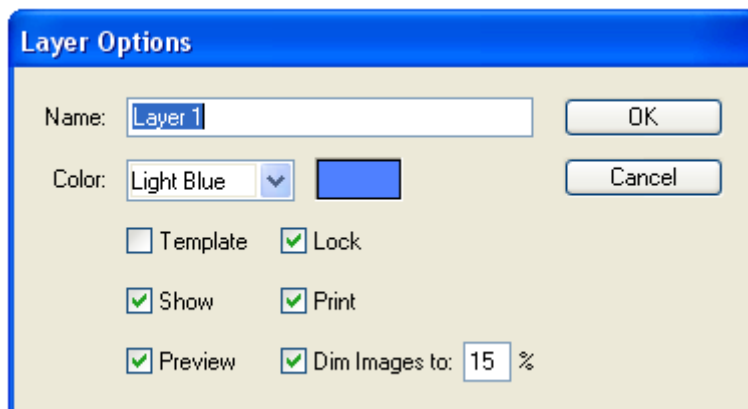 Layer Options
Name: Layer 1 OK
Color: Light Blue Cancel
Template Lock
Show Print
Preview Dim Images to: 15 %